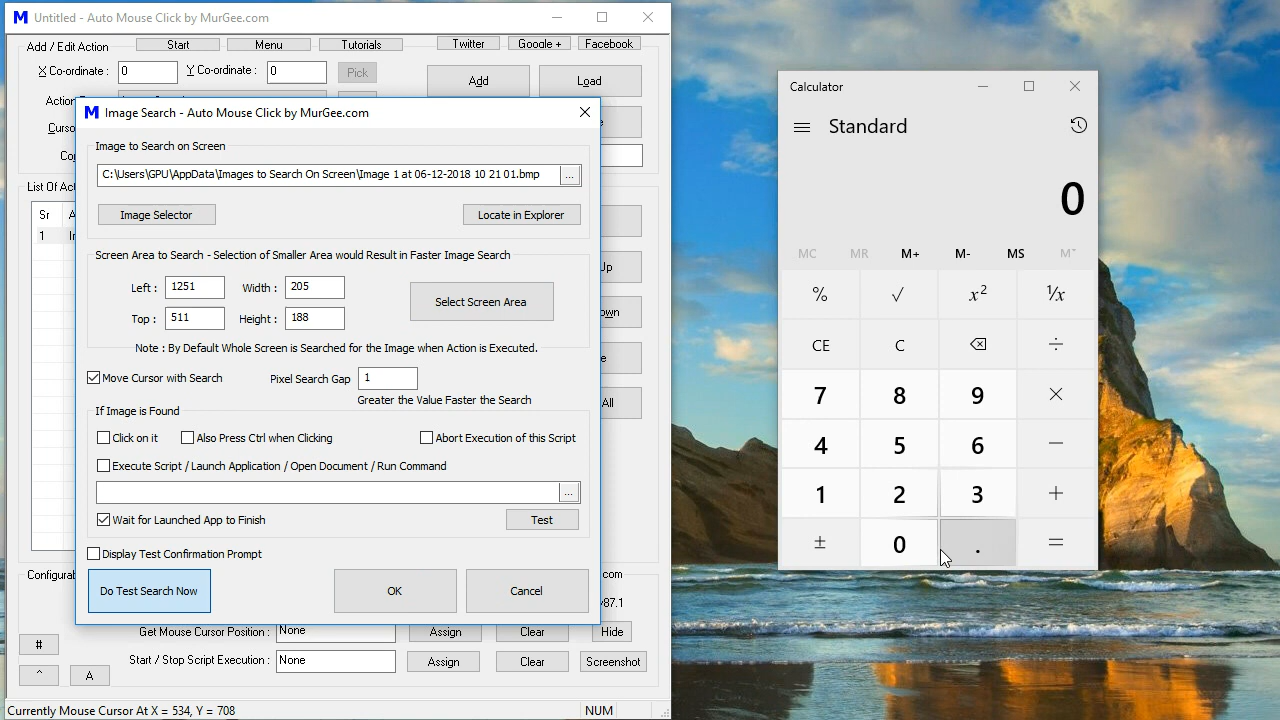 M Untitled - Auto Mouse Click by MurGee.com
Add / Edit Action
Start
Menu
Tutorials
Twitter
Google +
Facebook
X Co-ordinate :
0
Y Co-ordinate :
0
Pick
Add
Load
M Image Search - Auto Mouse Click by MurGee.com
Image to Search on Screen
C:\Users\GPU\AppData\Images to Search On Screen\Image 1 at 06-12-2018 10 21 01.bmp
...
Image Selector
Locate in Explorer
Sr
1
Screen Area to Search - Selection of Smaller Area would Result in Faster Image Search
Left :
1251
Width :
205
Select Screen Area
Top :
511
Height :
188
Note : By Default Whole Screen is Searched for the Image when Action is Executed.
Move Cursor with Search
Pixel Search Gap
1
Greater the Value Faster the Search
All
If Image is Found
Click on it
Also Press Ctrl when Clicking
Abort Execution of this Script
Execute Script / Launch Application / Open Document / Run Command
...
Wait for Launched App to Finish
Test
Display Test Confirmation Prompt
Do Test Search Now
OK
Cancel
#
Get Mouse Cursor Position :
None
Assign
Clear
Hide
^
A
Start / Stop Script Execution :
None
Assign
Clear
Screenshot
Currently Mouse Cursor At X = 534, Y = 708
NUM
Calculator
Standard
0
MC
MR
M+
M-
MS
M˅
%
√
x²
¹/x
CE
C
÷
7
8
9
×
4
5
6
−
1
2
3
+
±
0
.
=